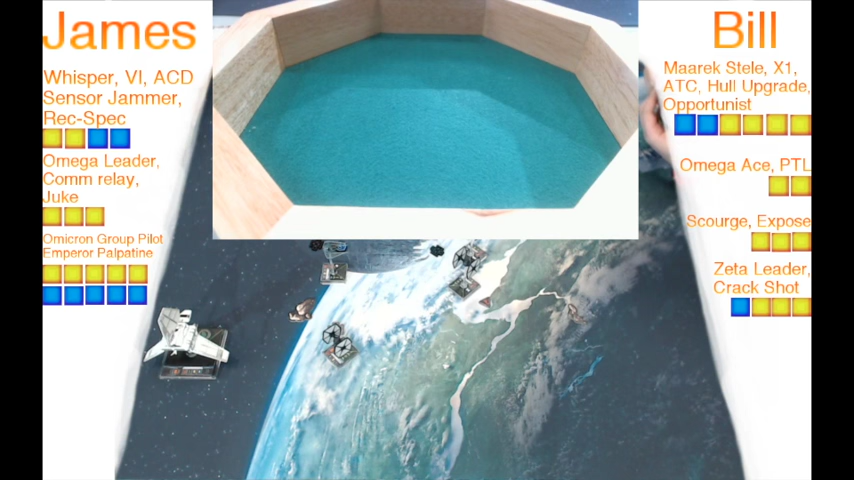 James
Whisper, VI, ACD
Sensor Jammer,
Rec-Spec
Omega Leader,
Comm relay,
Juke
Omicron Group Pilot
Emperor Palpatine
Bill
Maarek Stele, X1,
ATC, Hull Upgrade,
Opportunist
Omega Ace, PTL
Scourge, Expose
Zeta Leader,
Crack Shot